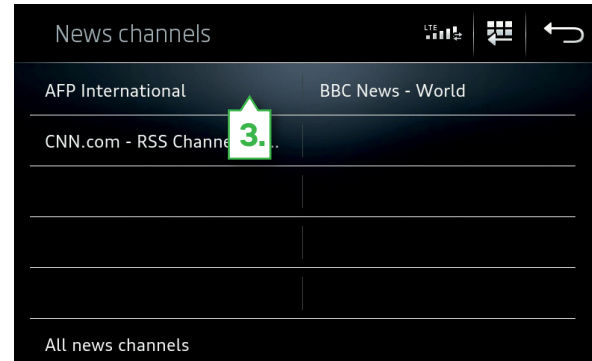 News channels
LTE
AFP International
BBC News - World
CNN.com - RSS Channe
3.
..
All news channels